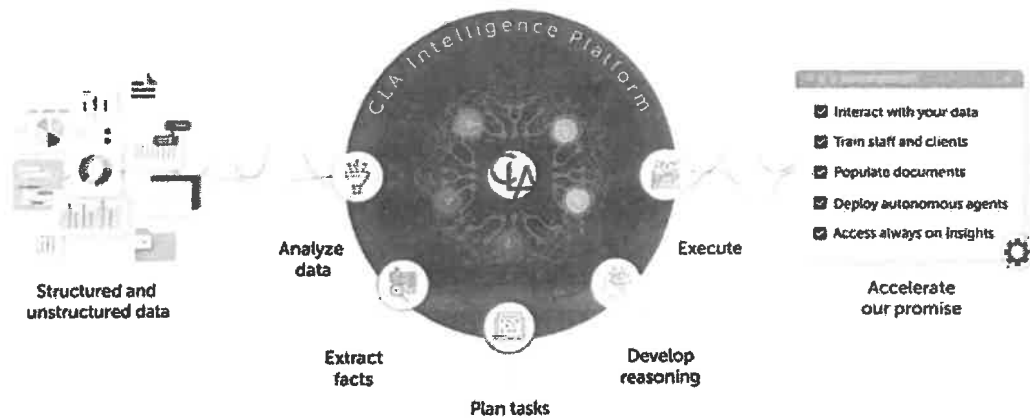 CLA Intelligence Platform
CLA
Structured and
unstructured data
Analyze
data
Extract
facts
Plan tasks
Develop
reasoning
Execute
Interact with your data
Train staff and clients
Populate documents
Deploy autonomous agents
Access always on insights
Accelerate
our promise